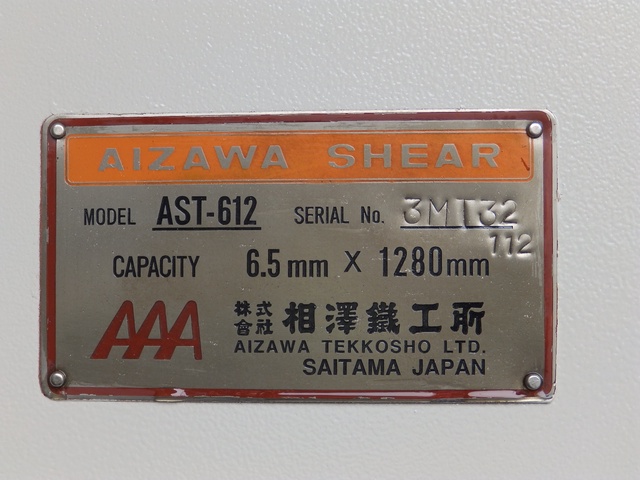 AIZAWA SHEAR
MODEL AST-612 SERIAL No. 3MT32
112
CAPACITY 6.5mm X 1280mm
AAA 株式會社 相澤鐵工所
AIZAWA TEKKOSHO LTD.
SAITAMA JAPAN